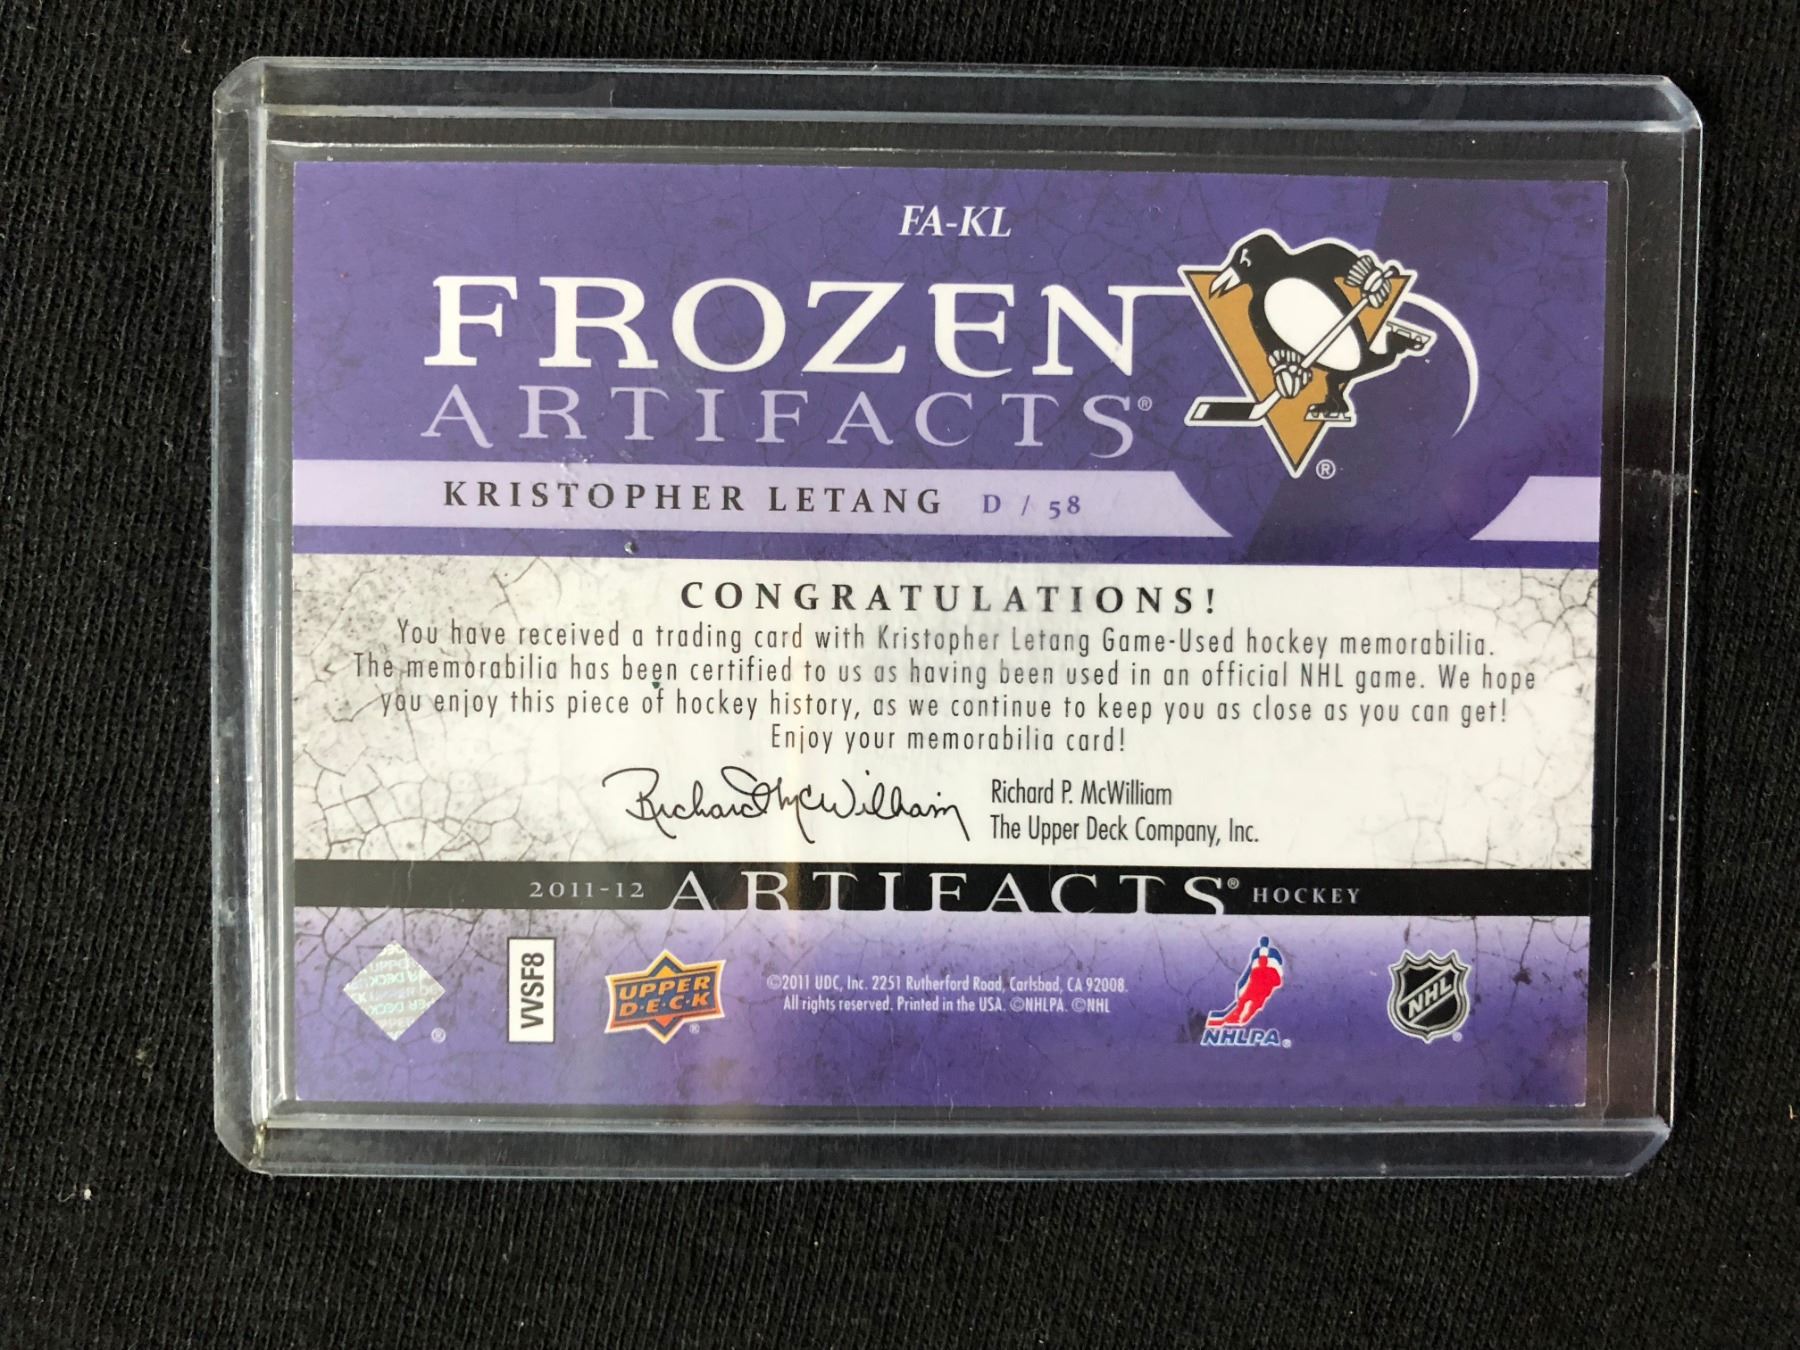 FA-KL
FROZEN
ARTIFACTS®
®
KRISTOPHER LETANG D / 58
CONGRATULATIONS!
You have received a trading card with Kristopher Letang Game-Used hockey memorabilia.
The memorabilia has been certified to us as having been used in an official NHL game. We hope
you enjoy this piece of hockey history, as we continue to keep you as close as you can get!
Enjoy your memorabilia card!
Richard McWilliam
Richard P. McWilliam
The Upper Deck Company, Inc.
2011-12 ARTIFACTS® HOCKEY
®
VVSF8
UPPER
DECK
®
©2011 UDC, Inc. 2251 Rutherford Road, Carlsbad, CA 92008.
All rights reserved. Printed in the USA. ©NHLPA. ©NHL
NHLPA®
NHL
®